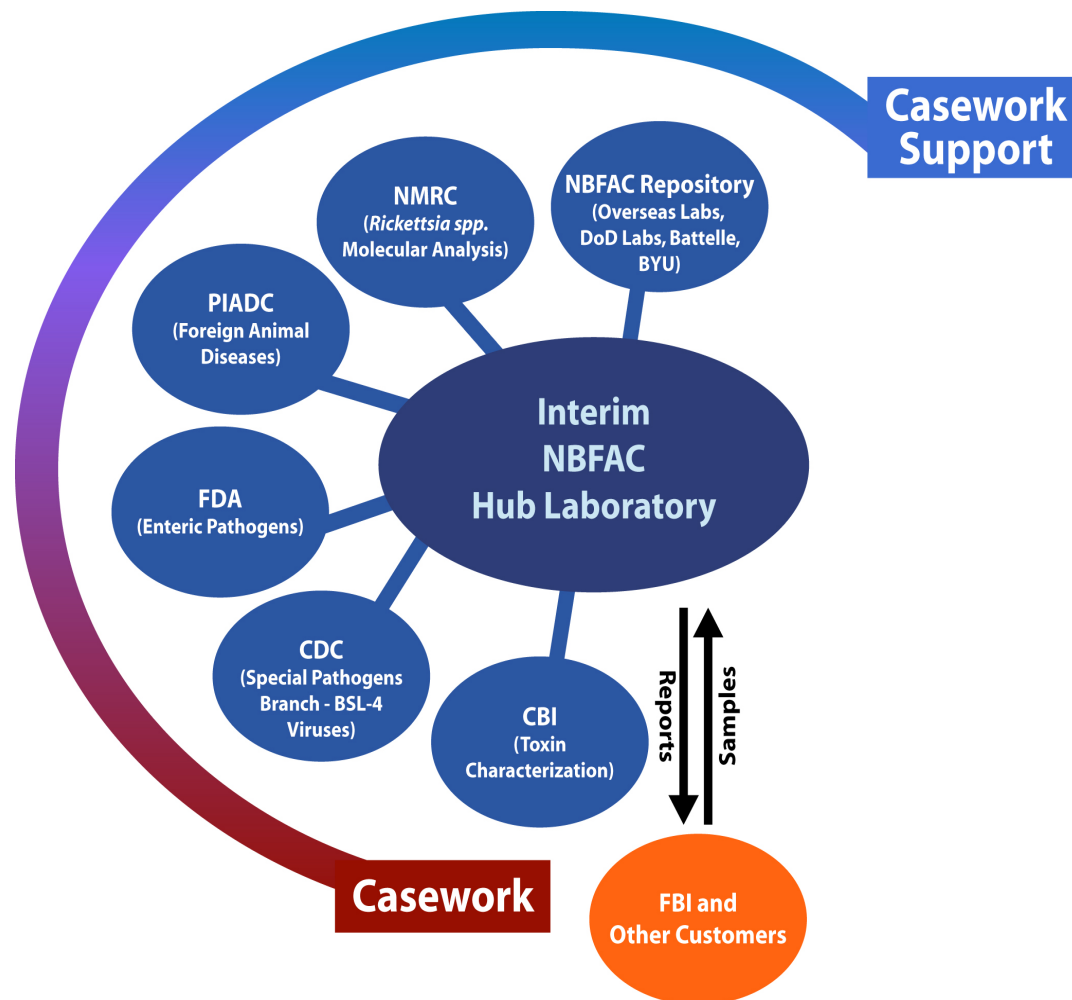 Casework
Support
NBFAC Repository
(Overseas Labs,
DoD Labs, Battelle,
BYU)
NMRC
(Rickettsia spp.
Molecular Analysis)
PIADC
(Foreign Animal
Diseases)
Interim
NBFAC
Hub Laboratory
FDA
(Enteric Pathogens)
CDC
(Special Pathogens
Branch - BSL-4
Viruses)
CBI
(Toxin
Characterization)
Reports
Samples
Casework
FBI and
Other Customers